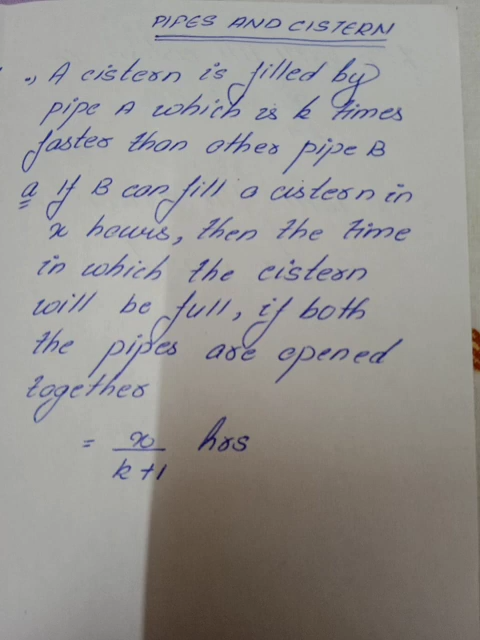 PIPES AND CISTERN
., A cistern is filled by
pipe A which is k times
faster than other pipe B
a If B can fill a cistern in
x hours, then the time
in which the cistern
will be full, if both
the pipes are opened
together
= x/k+1 hrs